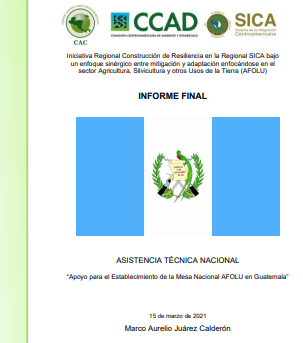 CAC
CCAD
COMISIÓN CENTROAMERICANA DE AMBIENTE Y DESARROLLO
SICA
Sistema de la Integración
Centroamericana
Iniciativa Regional Construcción de Resiliencia en la Regional SICA bajo
un enfoque sinérgico entre mitigación y adaptación enfocándose en el
sector Agricultura, Silvicultura y otros Usos de la Tierra (AFOLU)
INFORME FINAL
ASISTENCIA TÉCNICA NACIONAL
“Apoyo para el Establecimiento de la Mesa Nacional AFOLU en Guatemala”
15 de marzo de 2021
Marco Aurelio Juárez Calderón